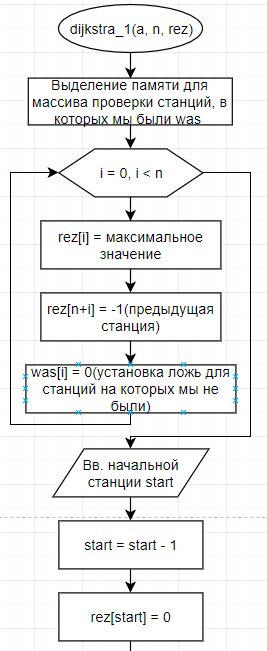 dijkstra_1(a, n, rez)
Выделение памяти для
массива проверки станций, в
которых мы были was
i = 0, i < n
rez[i] = максимальное
значение
rez[n+i] = -1(предыдущая
станция)
was[i] = 0(установка ложь для
станций на которых мы не
были)
Вв. начальной
станции start
start = start - 1
rez[start] = 0